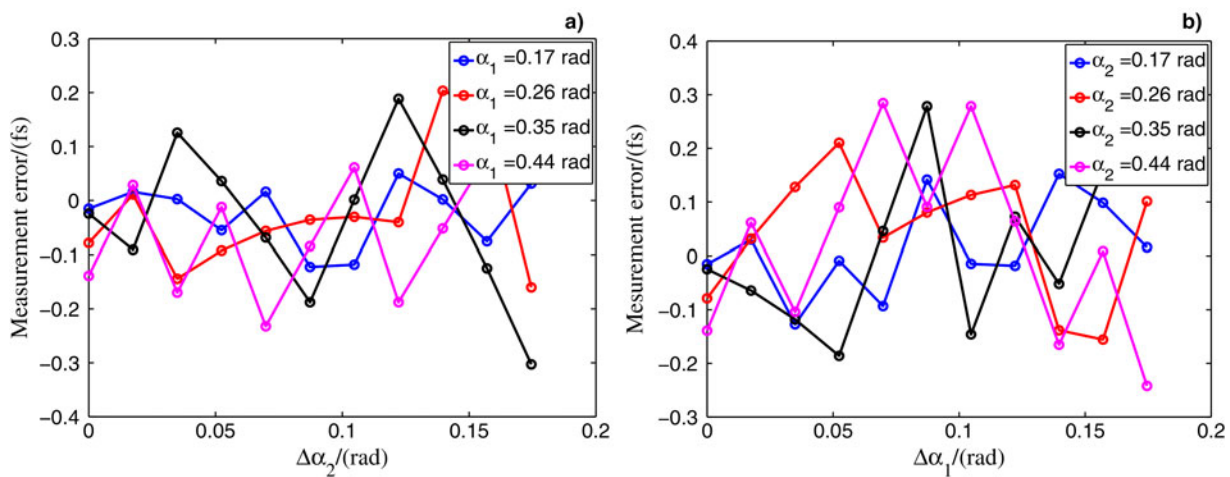 a)
0.3
0.2
0.1
0
−0.1
−0.2
−0.3
−0.4
Measurement error/(fs)
α1 =0.17 rad
α1 =0.26 rad
α1 =0.35 rad
α1 =0.44 rad
0
0.05
0.1
0.15
0.2
Δα2/(rad)
b)
0.4
0.3
0.2
0.1
0
−0.1
−0.2
−0.3
Mesurement error/(fs)
α2 =0.17 rad
α2 =0.26 rad
α2 =0.35 rad
α2 =0.44 rad
0
0.05
0.1
0.15
0.2
Δα1/(rad)